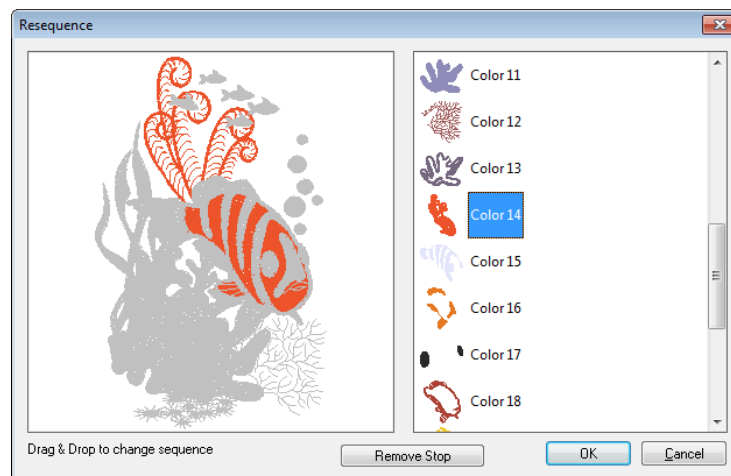 Resequence
Color 11
Color 12
Color 13
Color 14
Color 15
Color 16
Color 17
Color 18
Drag & Drop to change sequence
Remove Stop
OK
Cancel